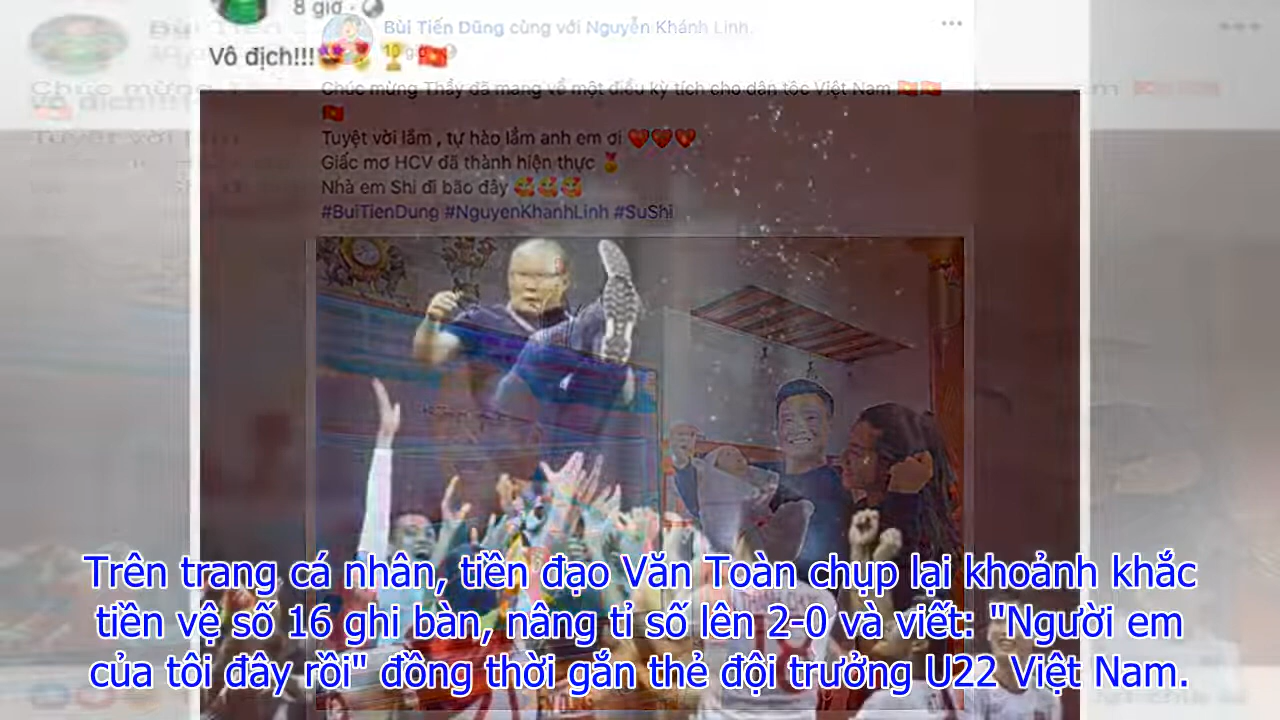 8 giờ
Bùi Tiến Dũng cùng với Nguyễn Khánh Linh.
10 giờ
Vô địch!!!
Chúc mừng Thầy đã mang về một điều kỳ tích cho dân tộc Việt Nam
Tuyệt vời lắm , tự hào lắm anh em ơi
Giấc mơ HCV đã thành hiện thực
Nhà em Shi đi bão đây
#BuiTienDung #NguyenKhanhLinh #SuShi
Trên trang cá nhân, tiền đạo Văn Toàn chụp lại khoảnh khắc
tiền vệ số 16 ghi bàn, nâng tỉ số lên 2-0 và viết: "Người em
của tôi đây rồi" đồng thời gắn thẻ đội trưởng U22 Việt Nam.